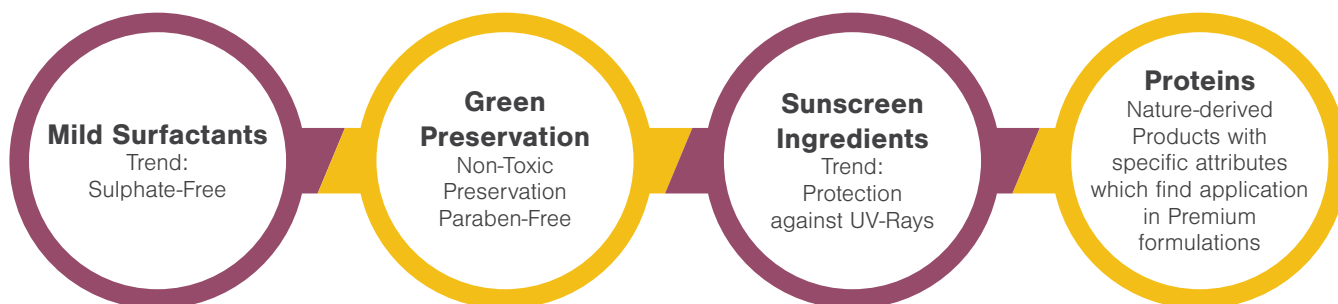 Mild Surfactants
Trend:
Sulphate-Free
Green
Preservation
Non-Toxic
Preservation
Paraben-Free
Sunscreen
Ingredients
Trend:
Protection
against UV-Rays
Proteins
Nature-derived
Products with
specific attributes
which find application
in Premium
formulations